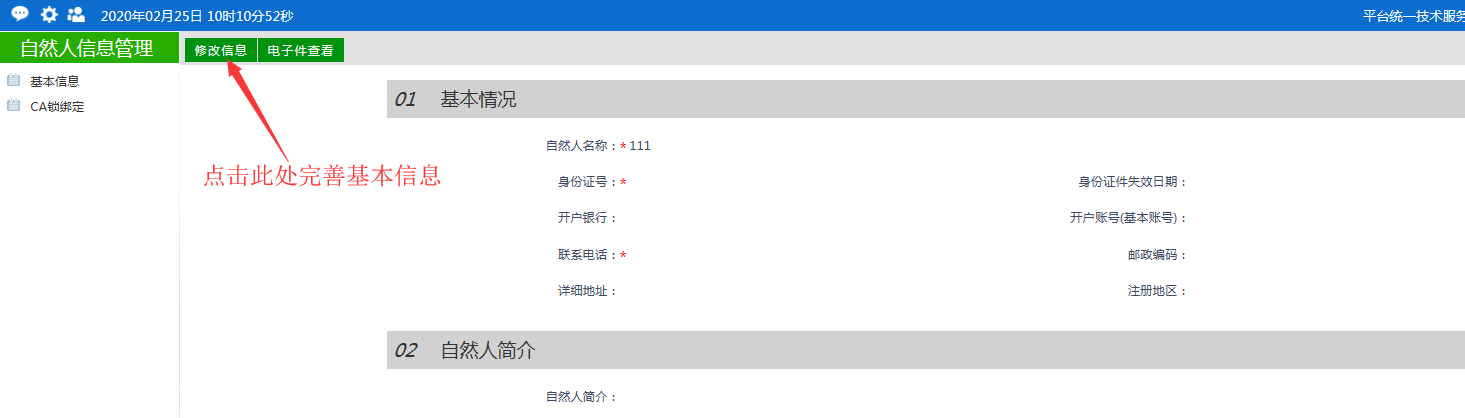 2020年02月25日 10时10分52秒
平台统一技术服务
自然人信息管理
修改信息 电子件查看
基本信息
CA锁绑定
01 基本情况
自然人名称：* 111
点击此处完善基本信息
身份证号：* 身份证件失效日期：
开户银行： 开户账号(基本账号)：
联系电话：* 邮政编码：
详细地址： 注册地区：
02 自然人简介
自然人简介：